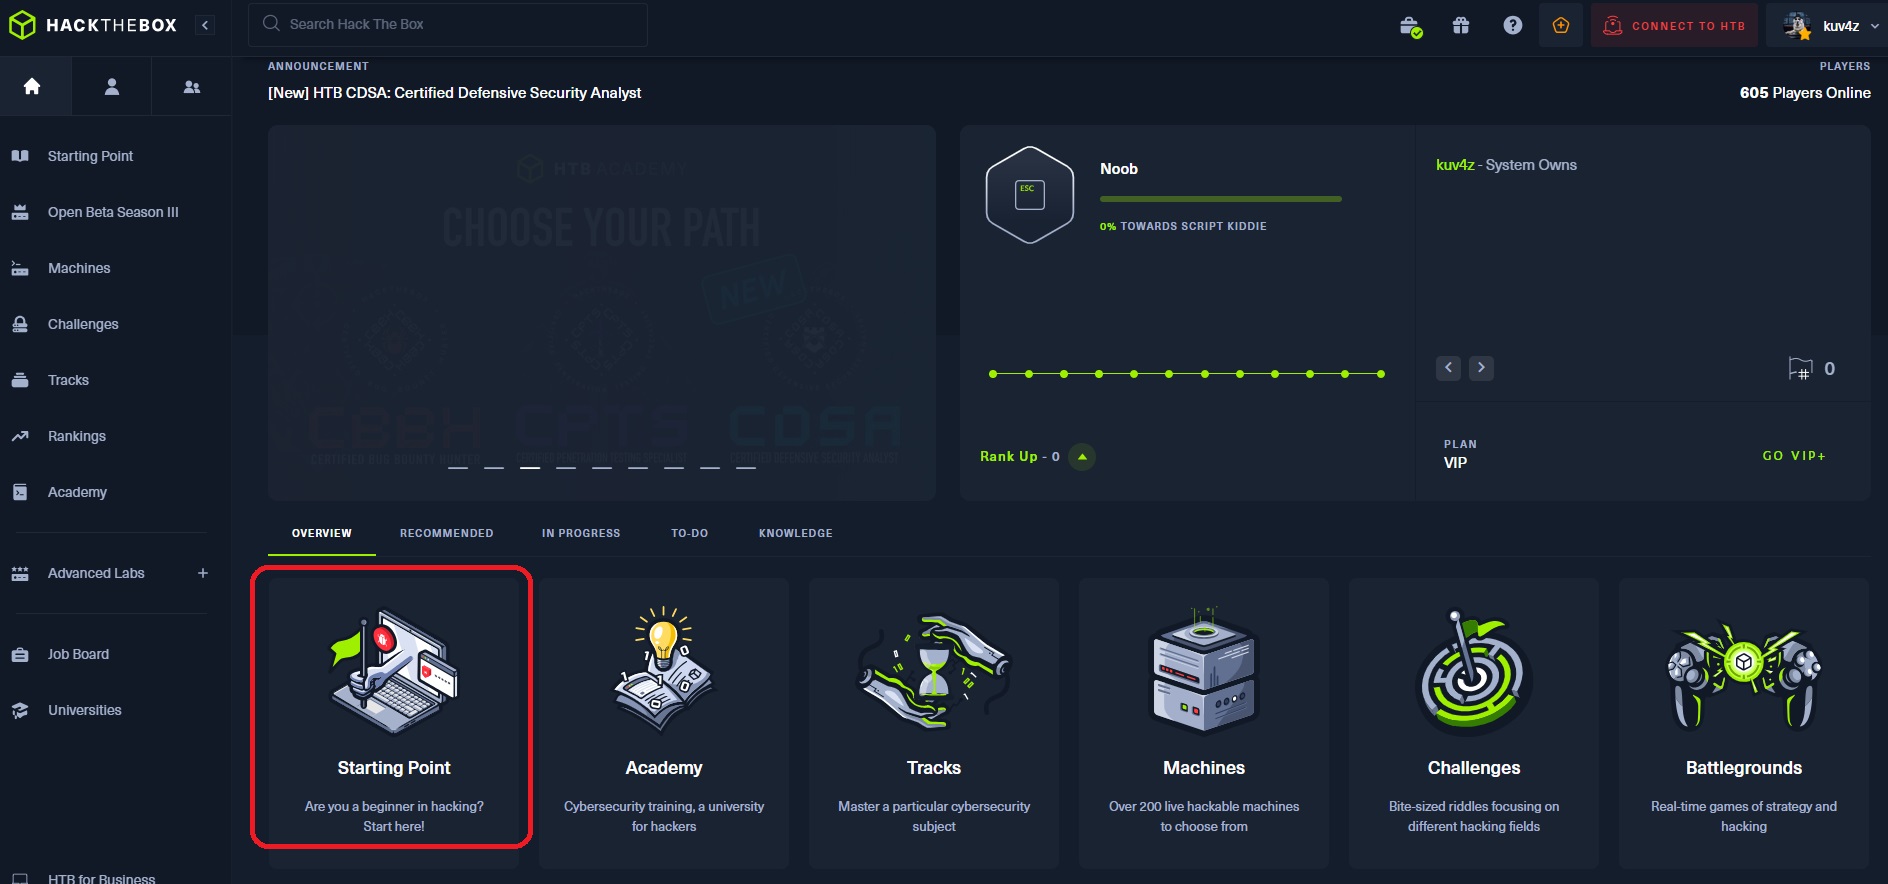 HACKTHEBOX
Search Hack The Box
CONNECT TO HTB
kuv4z
ANNOUNCEMENT
[New] HTB CDSA: Certified Defensive Security Analyst
PLAYERS
605 Players Online
Starting Point
Open Beta Season III
Machines
Challenges
Tracks
Rankings
Academy
Advanced Labs
Job Board
Universities
HTB for Business
HTB ACADEMY
CHOOSE YOUR PATH
NEW
CBBH
CERTIFIED BUG BOUNTY HUNTER
CPTS
CERTIFIED PENETRATION TESTING SPECIALIST
CDSA
CERTIFIED DEFENSIVE SECURITY ANALYST
ESC
Noob
0% TOWARDS SCRIPT KIDDIE
Rank Up - 0
kuv4z - System Owns
0
PLAN
VIP
GO VIP+
OVERVIEW
RECOMMENDED
IN PROGRESS
TO-DO
KNOWLEDGE
Starting Point
Are you a beginner in hacking?
Start here!
Academy
Cybersecurity training, a university
for hackers
Tracks
Master a particular cybersecurity
subject
Machines
Over 200 live hackable machines
to choose from
Challenges
Bite-sized riddles focusing on
different hacking fields
Battlegrounds
Real-time games of strategy and
hacking